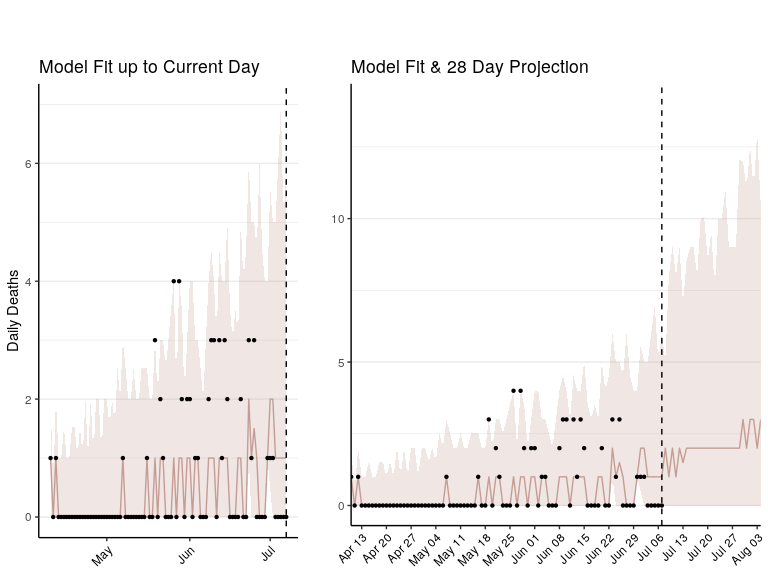 Model Fit up to Current Day
Daily Deaths
6
4
2
0
May
Jun
Jul
Model Fit & 28 Day Projection
10
5
0
Apr 13
Apr 20
Apr 27
May 04
May 11
May 18
May 25
Jun 01
Jun 08
Jun 15
Jun 22
Jun 29
Jul 06
Jul 13
Jul 20
Jul 27
Aug 03